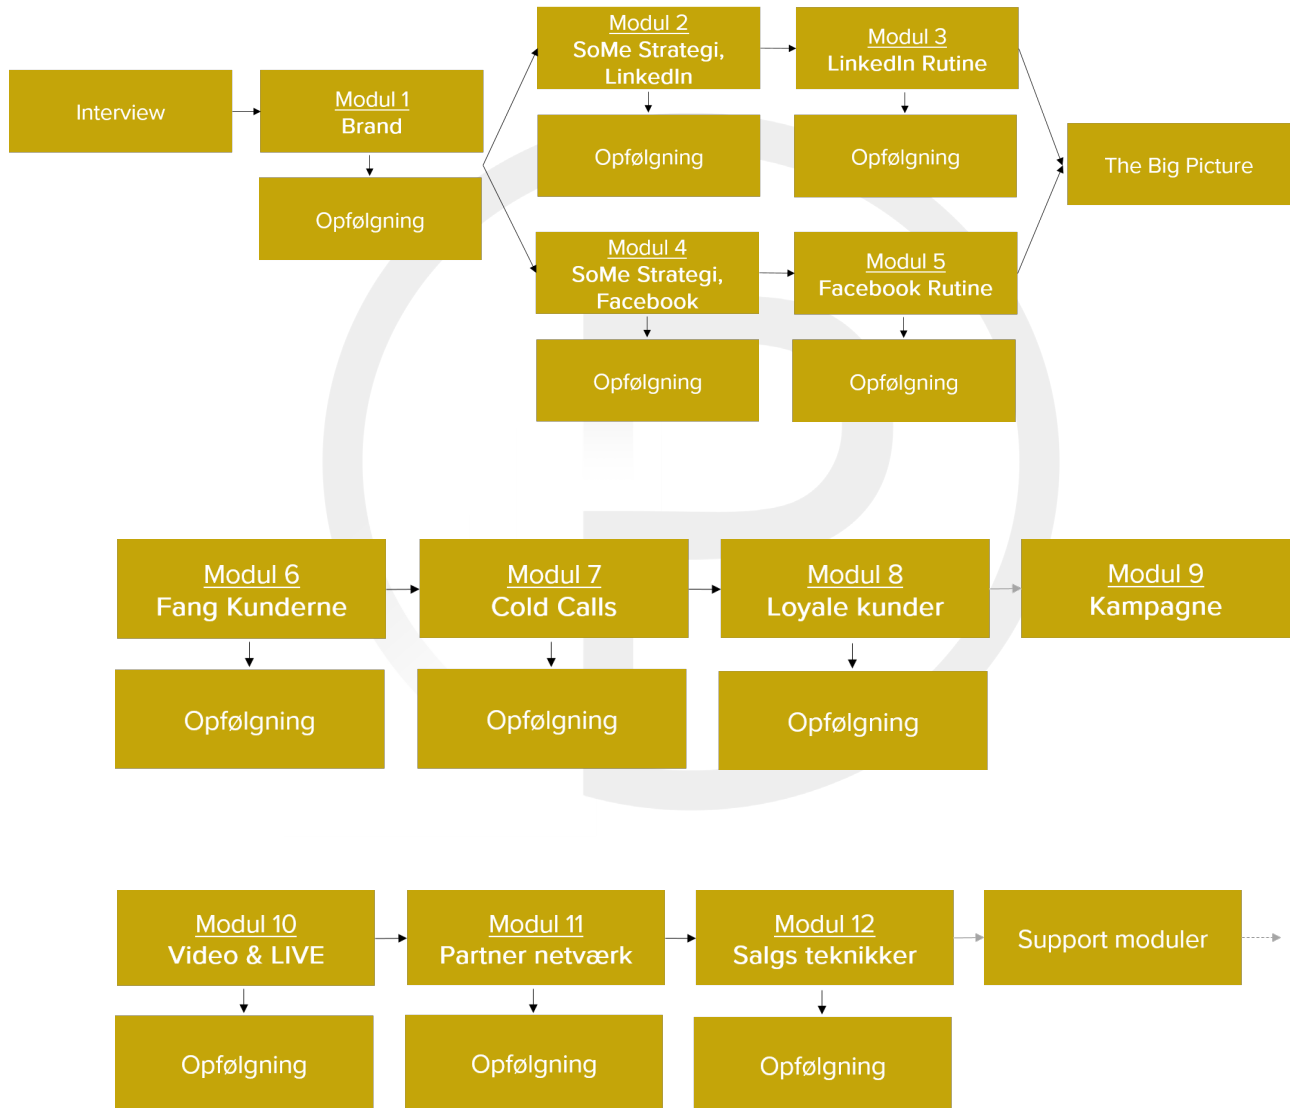 Interview
Modul 1
Brand
Opfølgning
Modul 2
SoMe Strategi,
LinkedIn
Opfølgning
Modul 3
LinkedIn Rutine
Opfølgning
Modul 4
SoMe Strategi,
Facebook
Opfølgning
Modul 5
Facebook Rutine
Opfølgning
The Big Picture
Modul 6
Fang Kunderne
Opfølgning
Modul 7
Cold Calls
Opfølgning
Modul 8
Loyale kunder
Opfølgning
Modul 9
Kampagne
Modul 10
Video & LIVE
Opfølgning
Modul 11
Partner netværk
Opfølgning
Modul 12
Salgs teknikker
Opfølgning
Support moduler